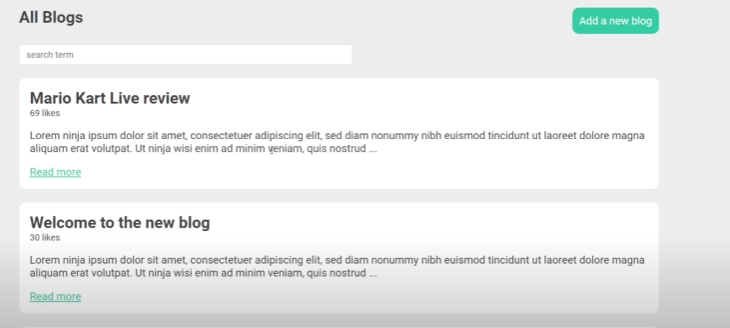 All Blogs
Add a new blog
search term
Mario Kart Live review
69 likes
Lorem ninja ipsum dolor sit amet, consectetuer adipiscing elit, sed diam nonummy nibh euismod tincidunt ut laoreet dolore magna
aliquam erat volutpat. Ut ninja wisi enim ad minim veniam, quis nostrud ...
Read more
Welcome to the new blog
30 likes
Lorem ninja ipsum dolor sit amet, consectetuer adipiscing elit, sed diam nonummy nibh euismod tincidunt ut laoreet dolore magna
aliquam erat volutpat. Ut ninja wisi enim ad minim veniam, quis nostrud ...
Read more